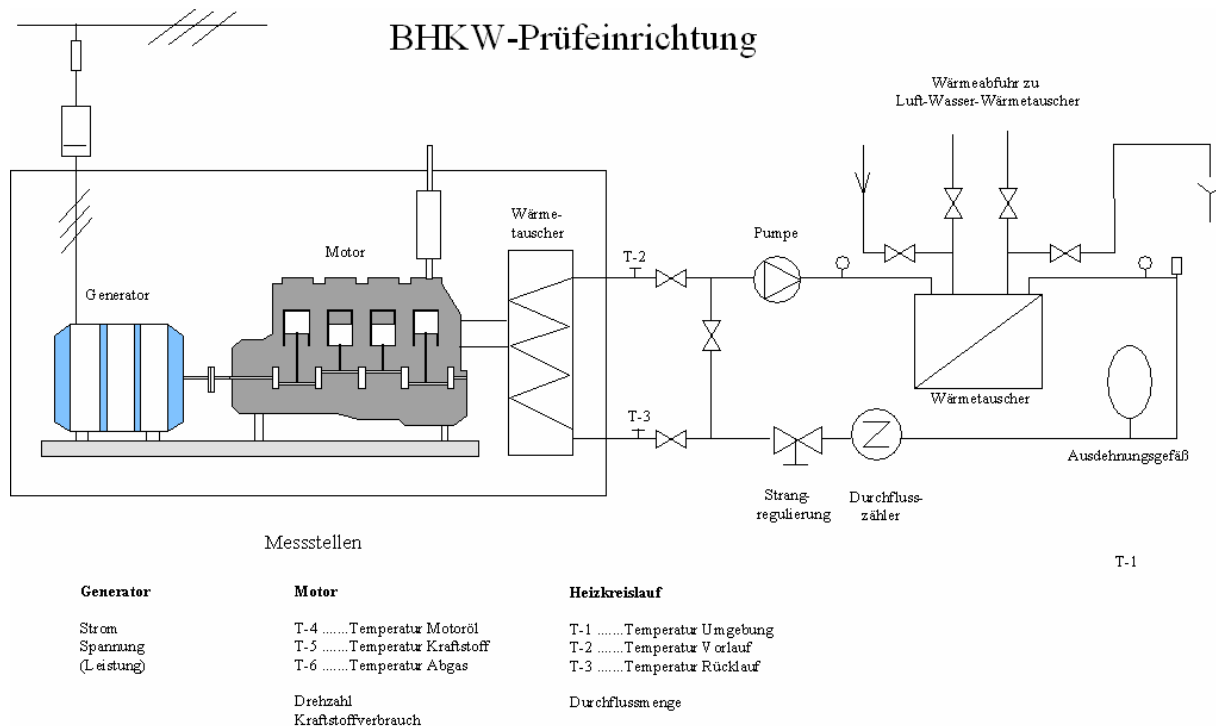 BHKW-Prüfeinrichtung
Wärmeabfuhr zu
Luft-Wasser-Wärmetauscher
Wärme-
tauscher
Motor
Generator
T-2
Pumpe
T-3
Wärmetauscher
Ausdehnungsgefäß
Strang-
regulierung
Durchfluss-
zähler
T-1
Messstellen
Generator
Strom
Spannung
(Leistung)
Motor
T-4 .......Temperatur Motoröl
T-5 .......Temperatur Kraftstoff
T-6 .......Temperatur Abgas
Drehzahl
Kraftstoffverbrauch
Heizkreislauf
T-1 .......Temperatur Umgebung
T-2 .......Temperatur Vorlauf
T-3 .......Temperatur Rücklauf
Durchflussmenge